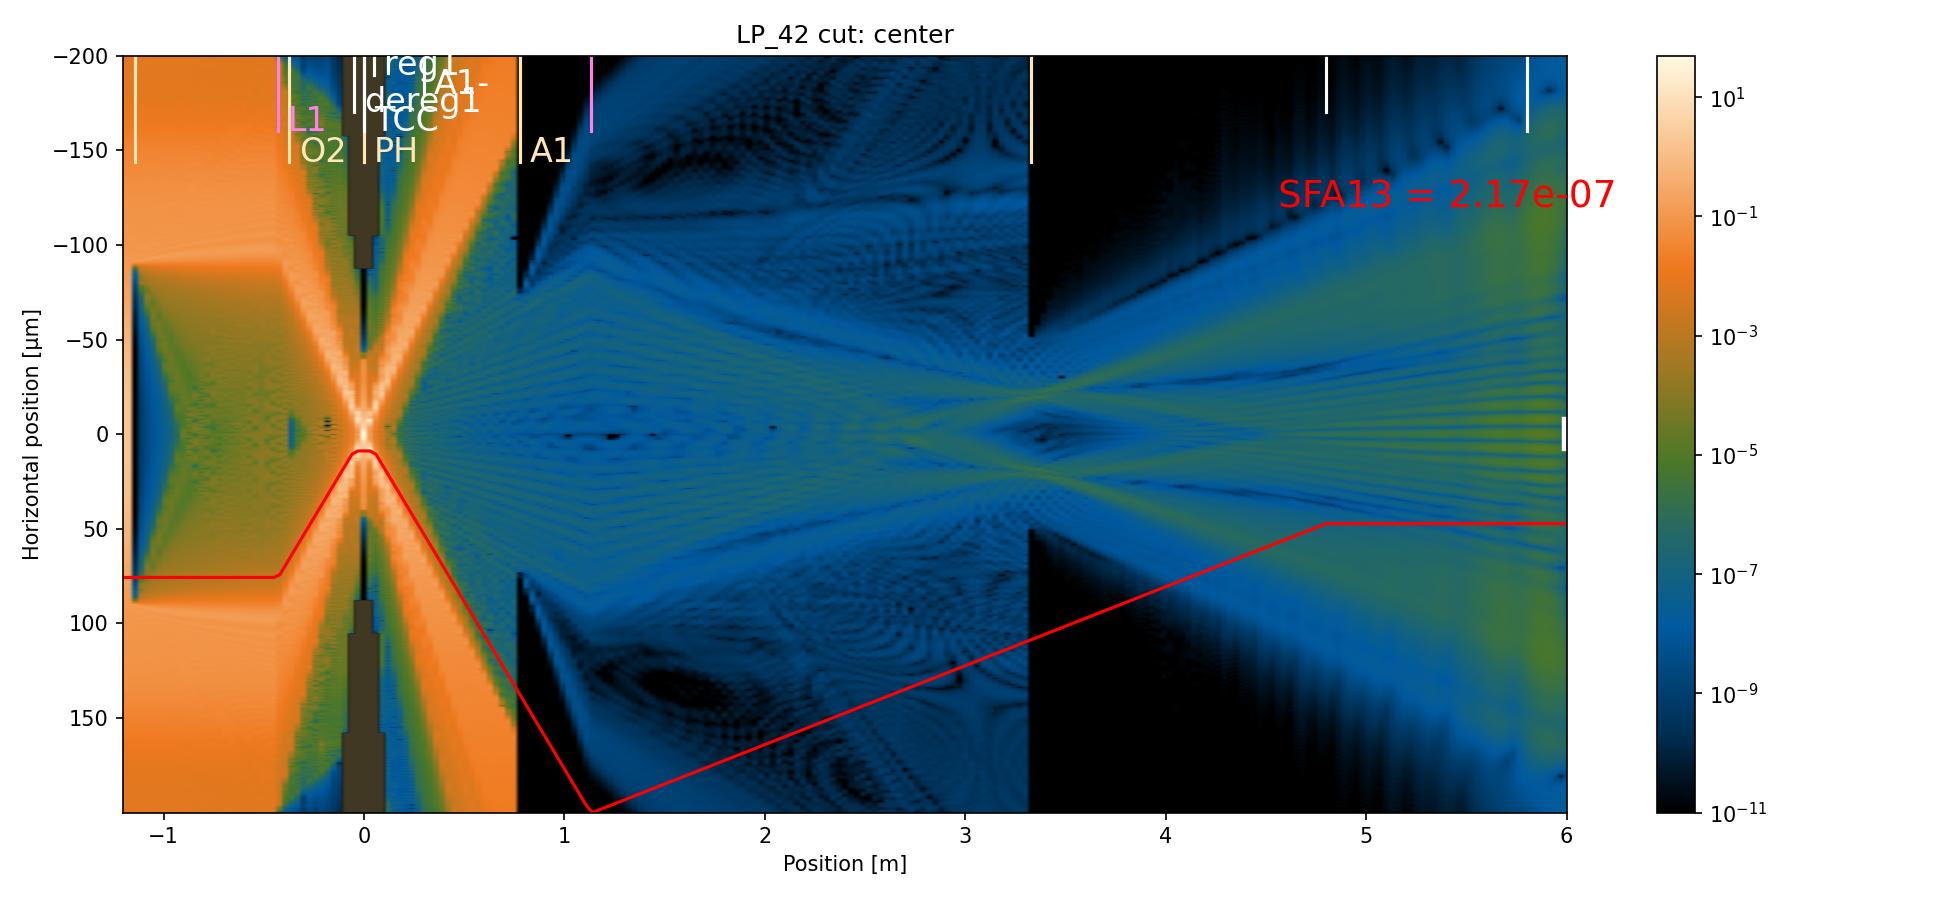 LP_42 cut: center
−200
−150
−100
−50
0
50
100
150
Horizontal position [µm]
reg1
A1-
dereg1
L1
TCC
O2
PH
A1
SFA13 = 2.17e-07
−1
0
1
2
3
4
5
6
Position [m]
10¹
10⁻¹
10⁻³
10⁻⁵
10⁻⁷
10⁻⁹
10⁻¹¹